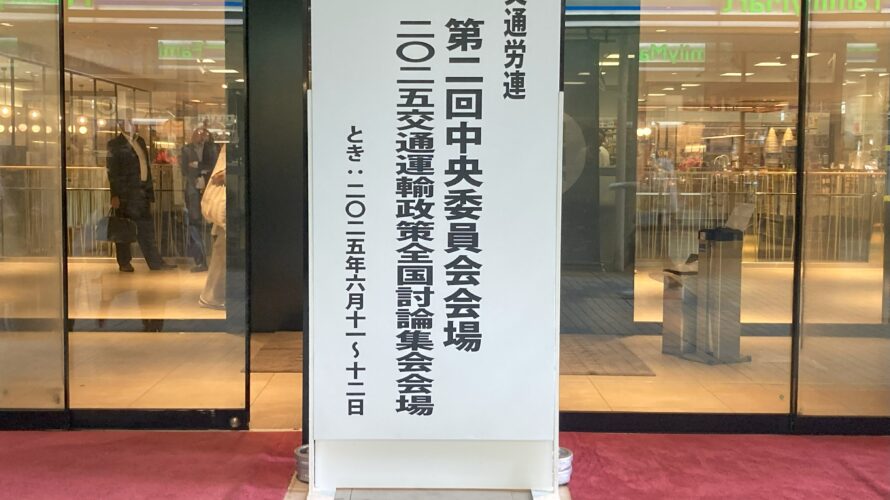 交通労連
第二回中央委員会会場
二〇二五交通運輸政策全国討論集会会場
とき：二〇二五年六月十一〜十二日
FamilyMart